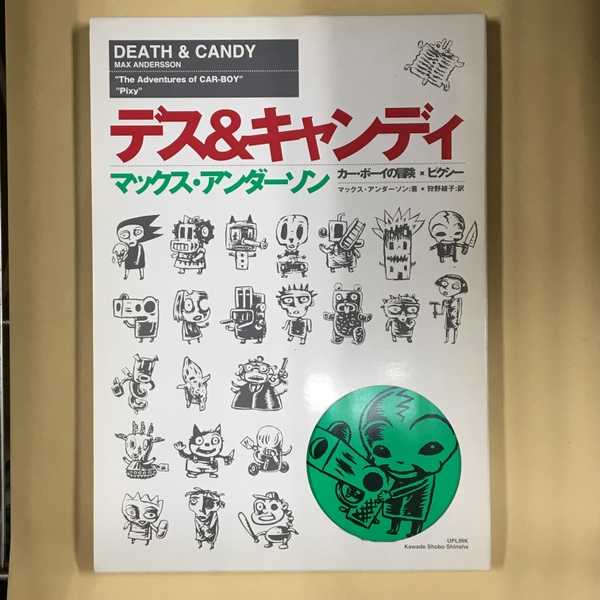 DEATH & CANDY
MAX ANDERSSON
"The Adventures of CAR-BOY"
"Pixy"
デス&キャンディ
マックス・アンダーソン
カー・ボーイの冒険 × ピクシー
マックス・アンダーソン:著 × 狩野綾子:訳
UPLINK
Kawade Shobo Shinsha